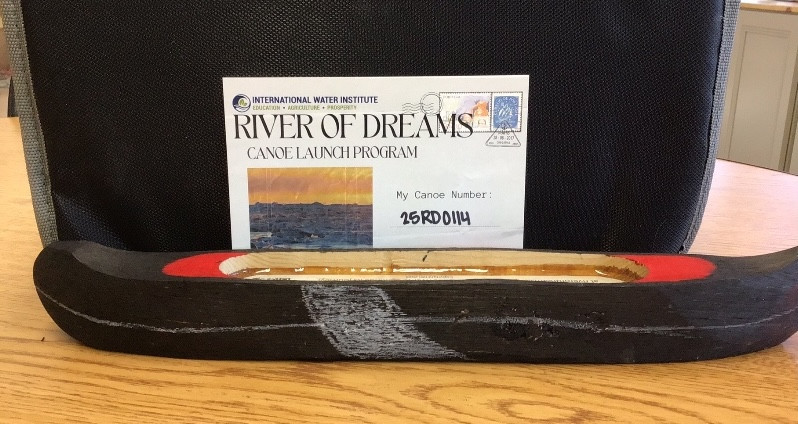 INTERNATIONAL WATER INSTITUTE
EDUCATION • AGRICULTURE • PROSPERITY
RIVER OF DREAMS
CANOE LAUNCH PROGRAM
My Canoe Number:
25RD0114